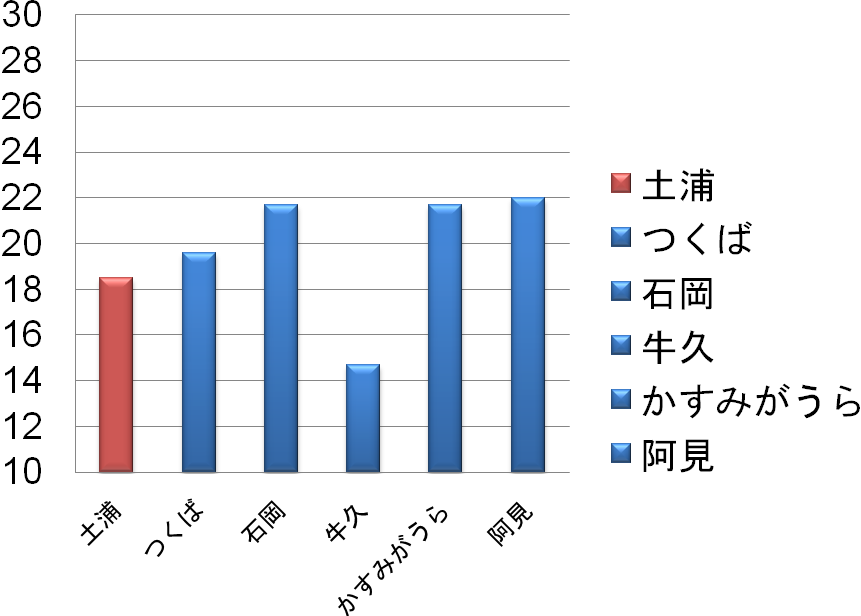 30
28
26
24
22
20
18
16
14
12
10
土浦
つくば
石岡
牛久
かすみがうら
阿見
土浦
つくば
石岡
牛久
かすみがうら
阿見